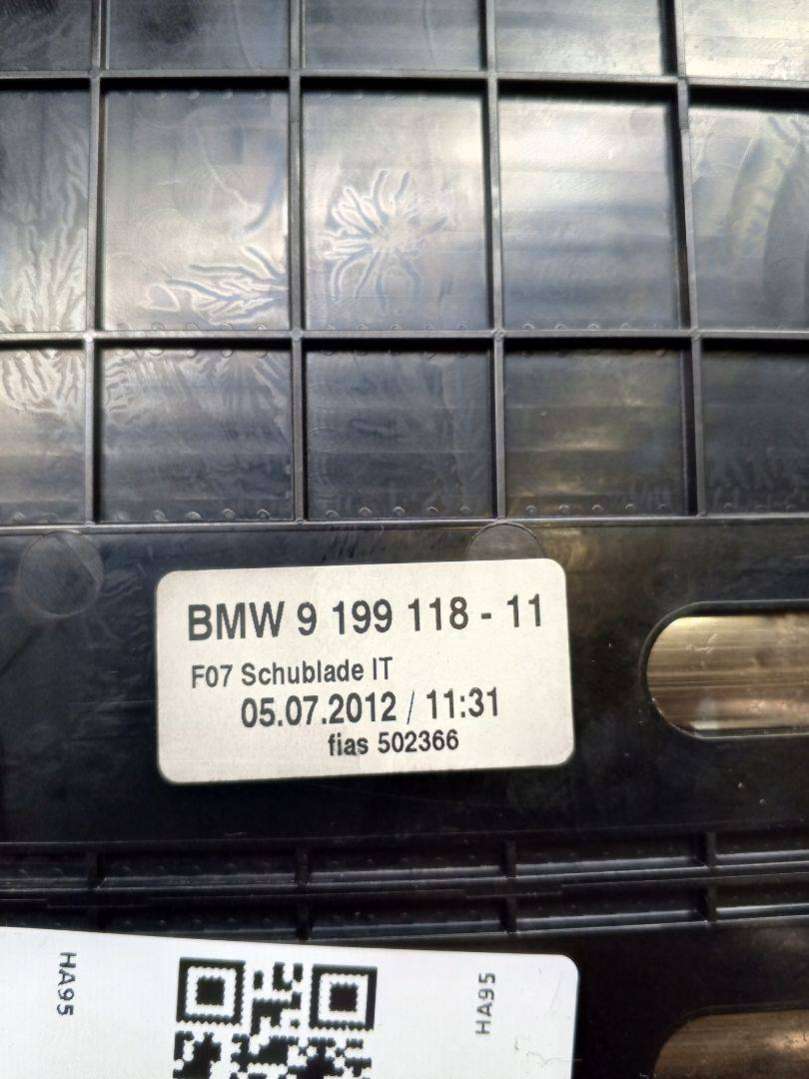 BMW 9 199 118 - 11
F07 Schublade IT
05.07.2012 / 11:31
fias 502366
HA95
HA95